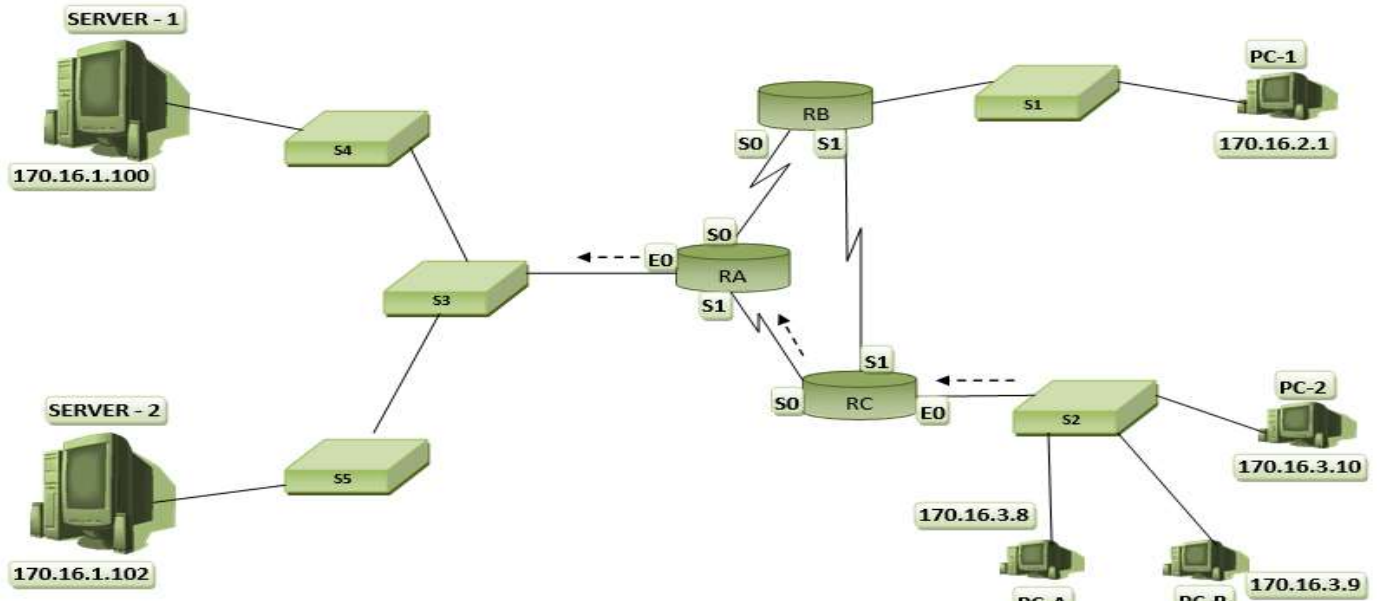 SERVER - 1
170.16.1.100
S4
S3
SERVER - 2
170.16.1.102
S5
RB
S0
S1
S1
PC-1
170.16.2.1
S0
E0
RA
S1
S1
S0
RC
E0
S2
PC-2
170.16.3.10
170.16.3.8
PC-A
PC-B
170.16.3.9